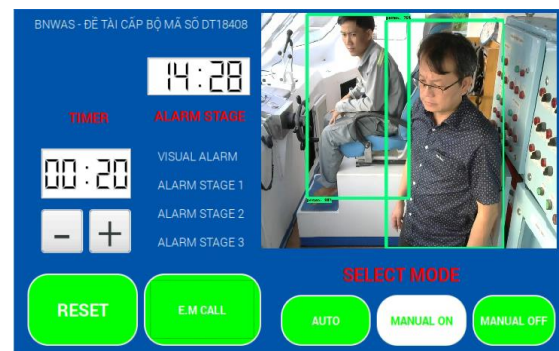 BNWAS - ĐỀ TÀI CẤP BỘ MÃ SỐ DT18408
14:28
TIMER
ALARM STAGE
00:20
VISUAL ALARM
ALARM STAGE 1
ALARM STAGE 2
ALARM STAGE 3
- +
SELECT MODE
RESET
E.M CALL
AUTO
MANUAL ON
MANUAL OFF